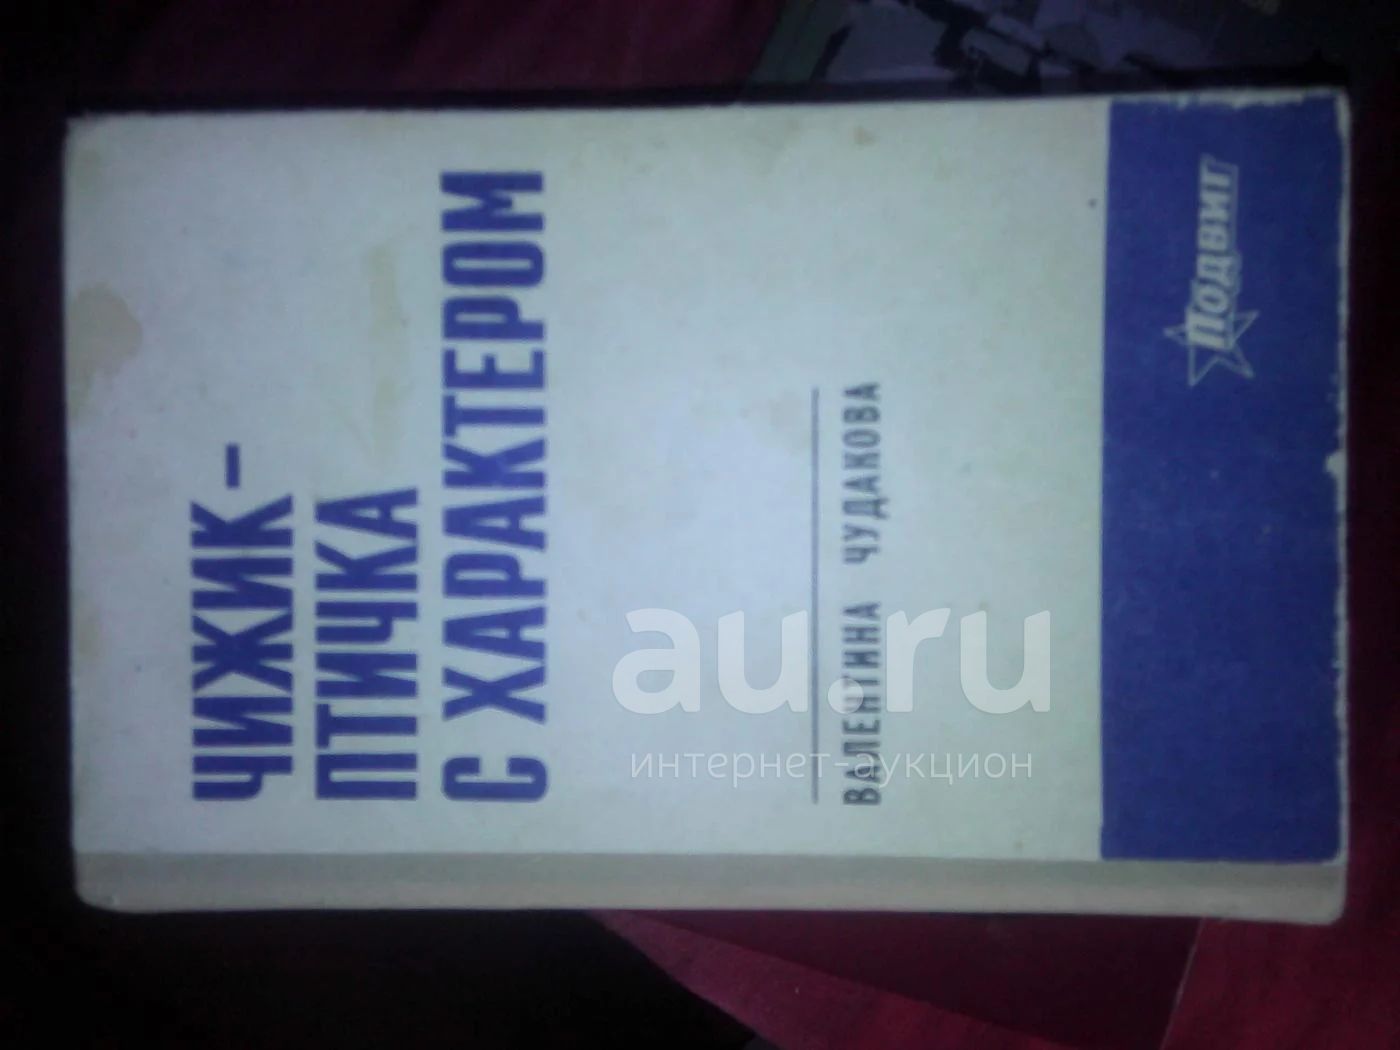 ЧИЖИК –
ПТИЧКА
С ХАРАКТЕРОМ
ВАЛЕНТИНА ЧУДАКОВА
Подвиг
au.ru
интернет-аукцион